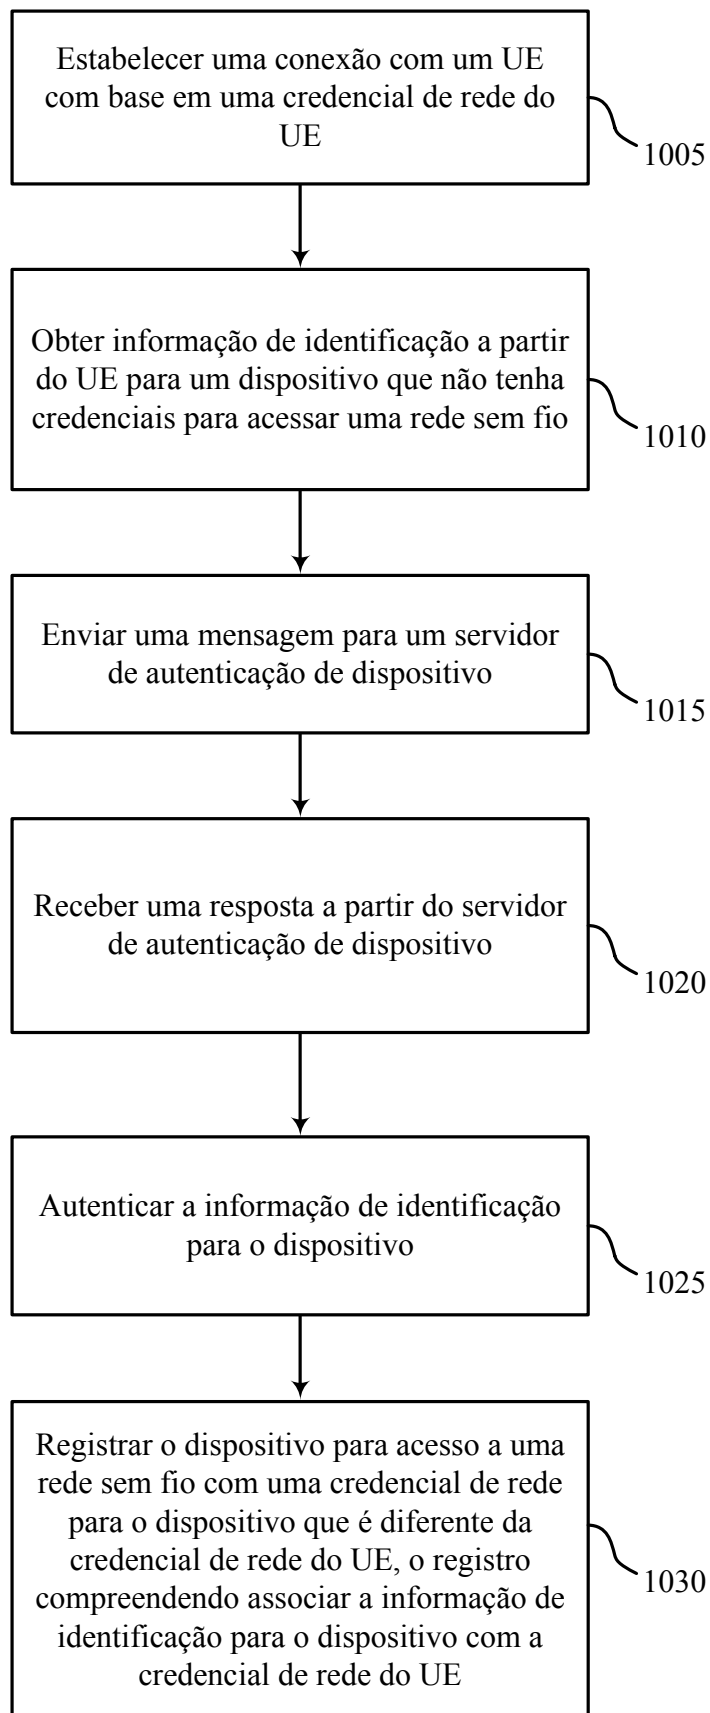 Estabelecer uma conexão com um UE
com base em uma credencial de rede do
UE
1005
Obter informação de identificação a partir
do UE para um dispositivo que não tenha
credenciais para acessar uma rede sem fio
1010
Enviar uma mensagem para um servidor
de autenticação de dispositivo
1015
Receber uma resposta a partir do servidor
de autenticação de dispositivo
1020
Autenticar a informação de identificação
para o dispositivo
1025
Registrar o dispositivo para acesso a uma
rede sem fio com uma credencial de rede
para o dispositivo que é diferente da
credencial de rede do UE, o registro
compreendendo associar a informação de
identificação para o dispositivo com a
credencial de rede do UE
1030